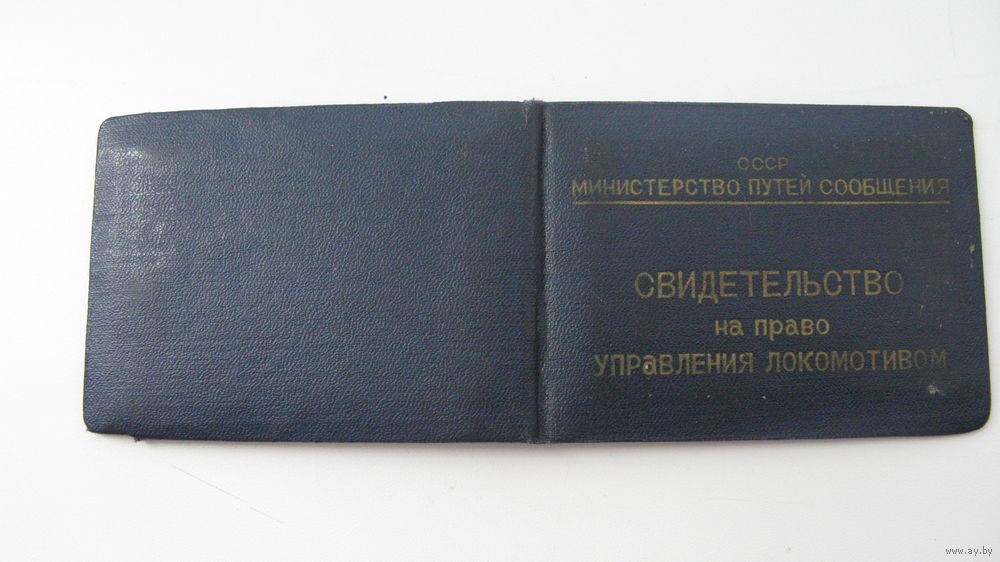 СССР
МИНИСТЕРСТВО ПУТЕЙ СООБЩЕНИЯ
СВИДЕТЕЛЬСТВО
на право
УПРаВЛЕНИЯ ЛОКОМОТИВОМ
www.ay.by